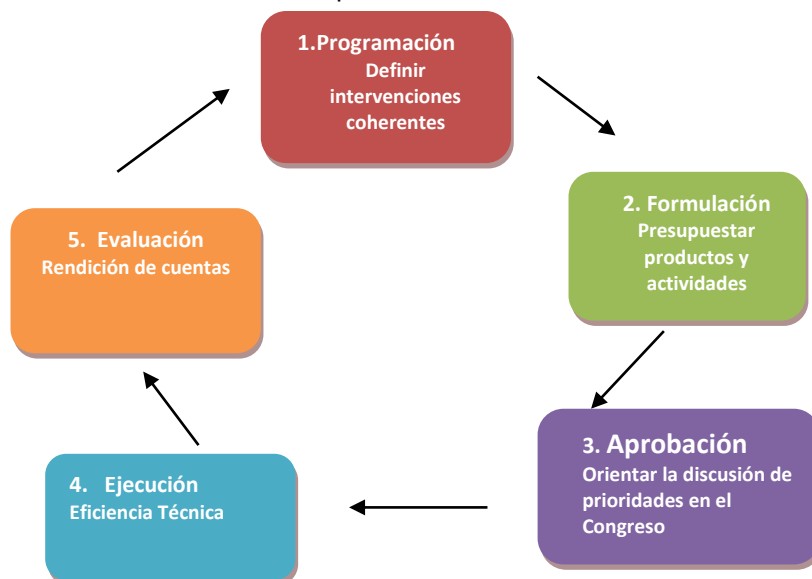 1.Programación
Definir
intervenciones
coherentes
2. Formulación
Presupuestar
productos y
actividades
3. Aprobación
Orientar la discusión de
prioridades en el
Congreso
4. Ejecución
Eficiencia Técnica
5. Evaluación
Rendición de cuentas